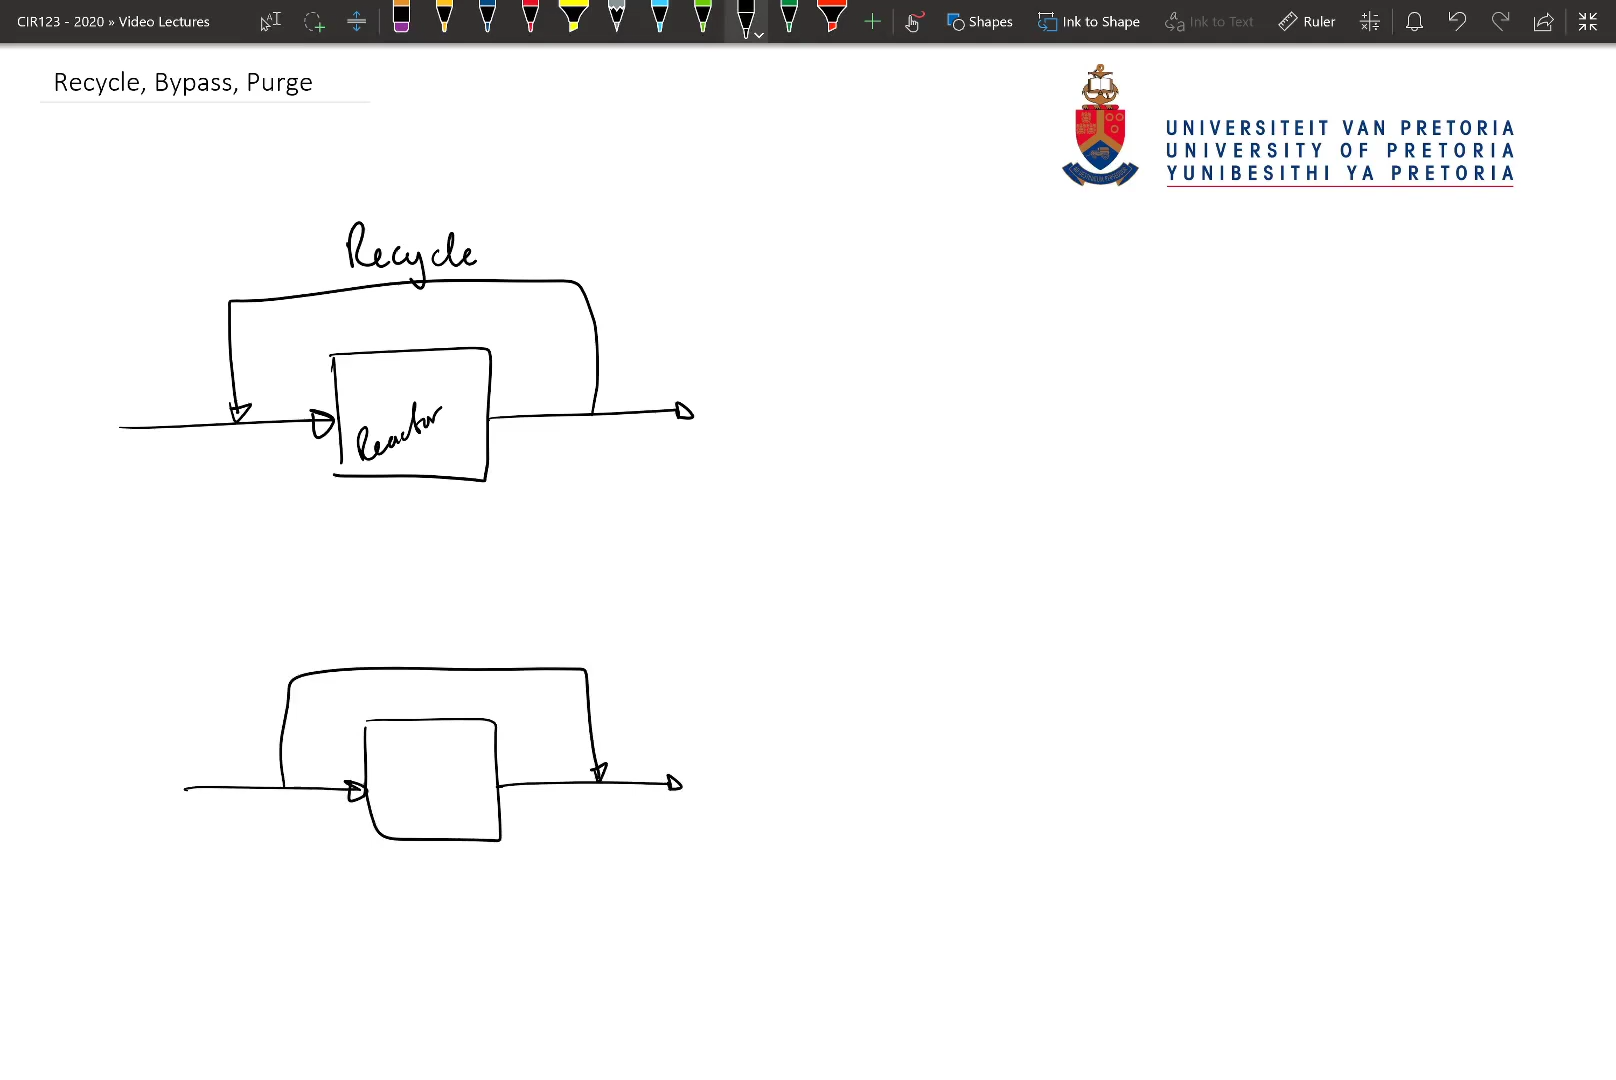 CIR123 - 2020 » Video Lectures
Shapes
Ink to Shape
Ink to Text
Ruler
Recycle, Bypass, Purge
UNIVERSITEIT VAN PRETORIA
UNIVERSITY OF PRETORIA
YUNIBESITHI YA PRETORIA
Recycle
Reactor